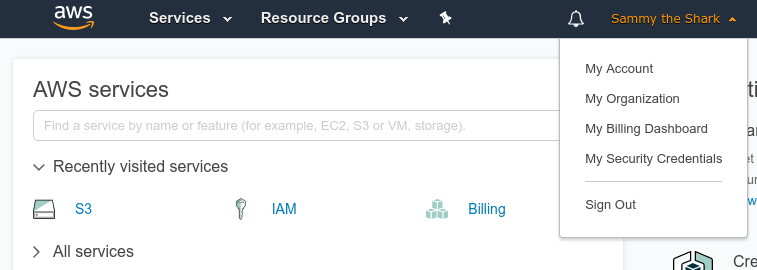 aws Services Resource Groups Sammy the Shark
My Account
My Organization
My Billing Dashboard
My Security Credentials
Sign Out
AWS services
Find a service by name or feature (for example, EC2, S3 or VM, storage).
Recently visited services
S3 IAM Billing
All services